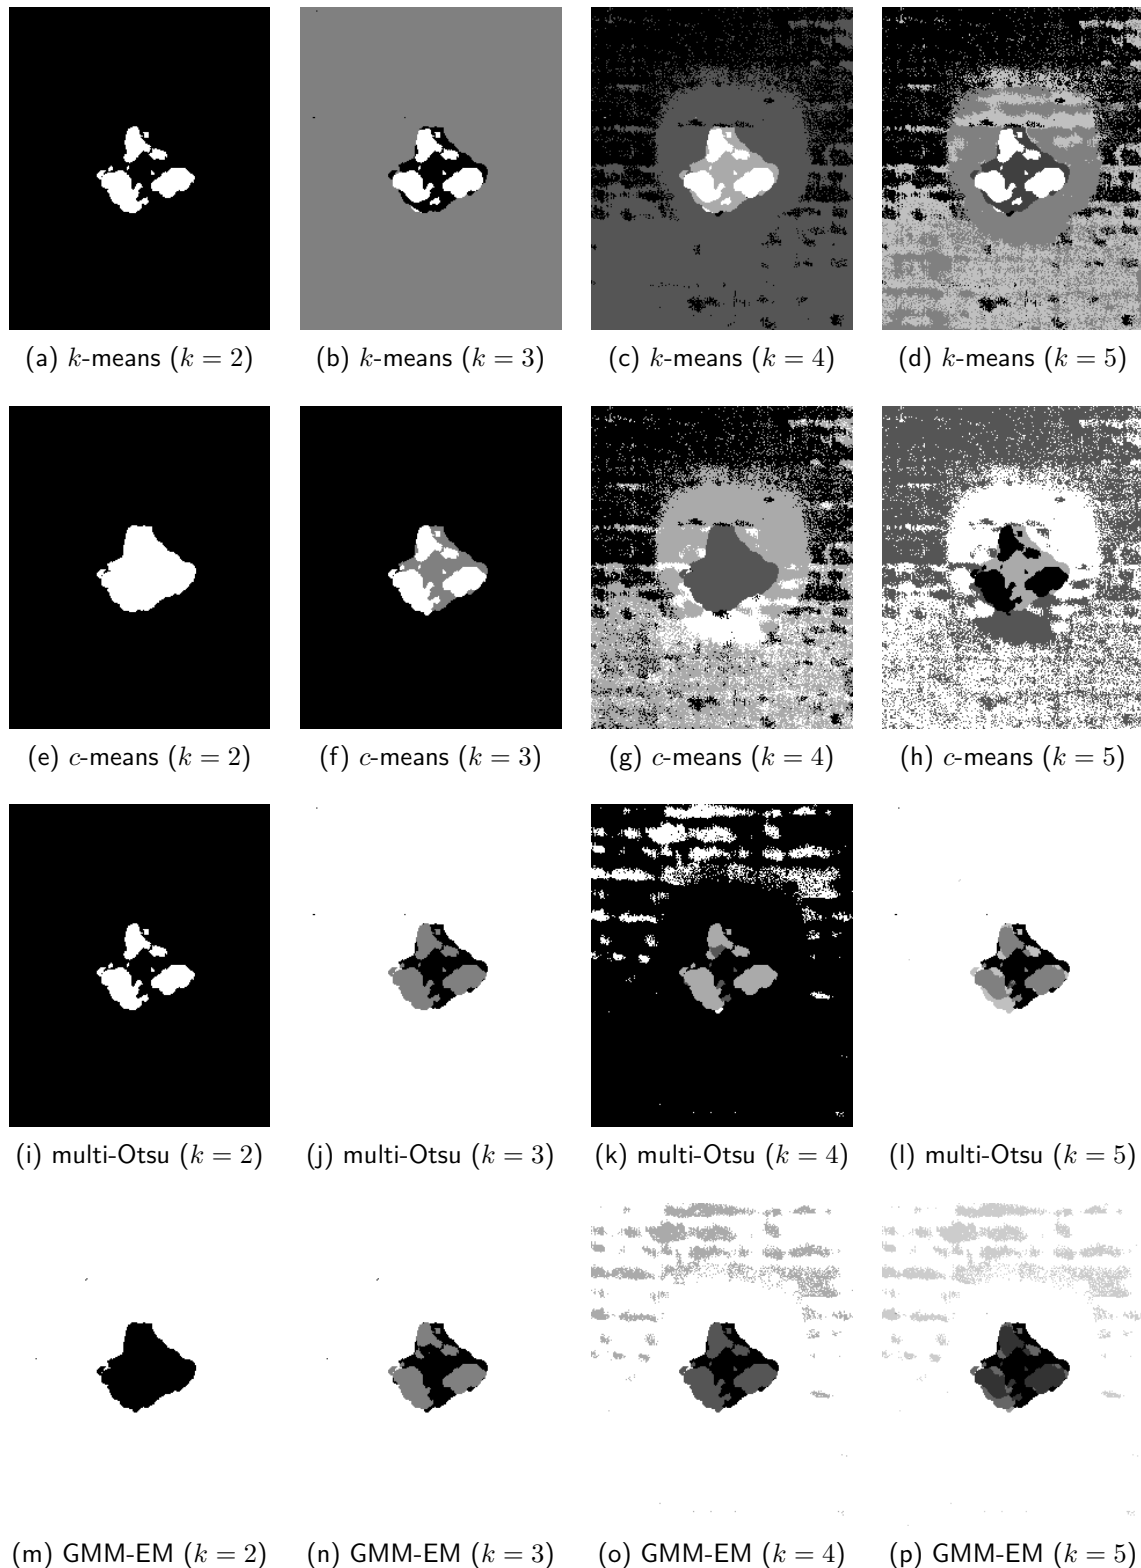 (a) k-means (k = 2)
(b) k-means (k = 3)
(c) k-means (k = 4)
(d) k-means (k = 5)
(e) c-means (k = 2)
(f) c-means (k = 3)
(g) c-means (k = 4)
(h) c-means (k = 5)
(i) multi-Otsu (k = 2)
(j) multi-Otsu (k = 3)
(k) multi-Otsu (k = 4)
(l) multi-Otsu (k = 5)
(m) GMM-EM (k = 2)
(n) GMM-EM (k = 3)
(o) GMM-EM (k = 4)
(p) GMM-EM (k = 5)